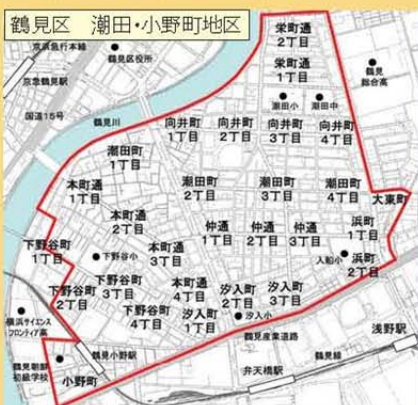 鶴見区 潮田・小野町地区
京浜急行本線
鶴見区役所
京急鶴見駅
国道15号
鶴見川
栄町通
2丁目
栄町通
1丁目
鶴見
総合高
潮田小
潮田中
向井町
1丁目
向井町
2丁目
向井町
3丁目
向井町
4丁目
潮田町
1丁目
潮田町
2丁目
潮田町
3丁目
潮田町
4丁目
大東町
本町通
1丁目
本町通
2丁目
本町通
3丁目
本町通
4丁目
仲通
1丁目
仲通
2丁目
仲通
3丁目
浜町
1丁目
浜町
2丁目
入船小
下野谷町
1丁目
下野谷小
下野谷町
2丁目
下野谷町
3丁目
下野谷町
4丁目
汐入町
1丁目
汐入町
2丁目
汐入町
3丁目
汐入小
横浜サイエンス
フロンティア高
鶴見朝鮮
初級学校
小野町
鶴見小野駅
鶴見産業道路
弁天橋駅
鶴見線
浅野駅